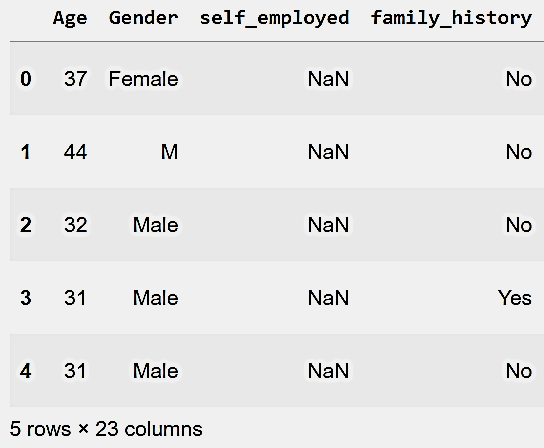 Age Gender self_employed family_history
0 37 Female NaN No
1 44 M NaN No
2 32 Male NaN No
3 31 Male NaN Yes
4 31 Male NaN No
5 rows × 23 columns